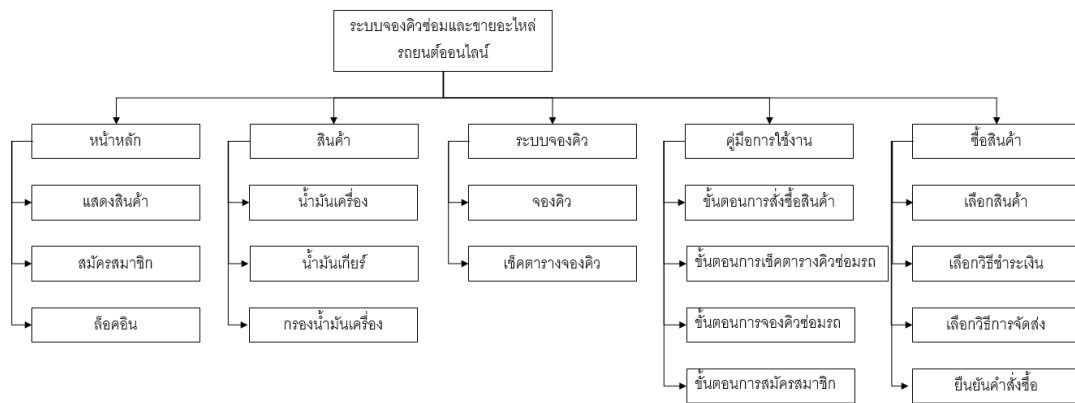 ระบบจองคิวซ่อมและขายอะไหล่
รถยนต์ออนไลน์
หน้าหลัก
แสดงสินค้า
สมัครสมาชิก
ล็อคอิน
สินค้า
น้ำมันเครื่อง
น้ำมันเกียร์
กรองน้ำมันเครื่อง
ระบบจองคิว
จองคิว
เช็คตารางจองคิว
คู่มือการใช้งาน
ขั้นตอนการสั่งซื้อสินค้า
ขั้นตอนการเช็คตารางคิวซ่อมรถ
ขั้นตอนการจองคิวซ่อมรถ
ขั้นตอนการสมัครสมาชิก
ซื้อสินค้า
เลือกสินค้า
เลือกวิธีชำระเงิน
เลือกวิธีการจัดส่ง
ยืนยันคำสั่งซื้อ